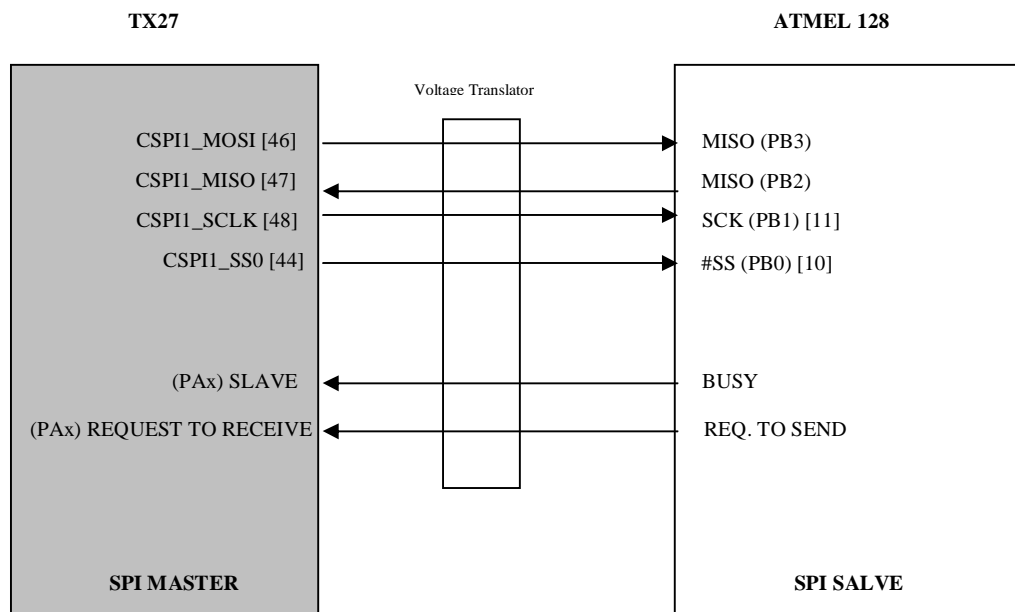 TX27
ATMEL 128
Voltage Translator
CSPI1_MOSI [46]
MISO (PB3)
CSPI1_MISO [47]
MISO (PB2)
CSPI1_SCLK [48]
SCK (PB1) [11]
CSPI1_SS0 [44]
#SS (PB0) [10]
(PAx) SLAVE
BUSY
(PAx) REQUEST TO RECEIVE
REQ. TO SEND
SPI MASTER
SPI SALVE